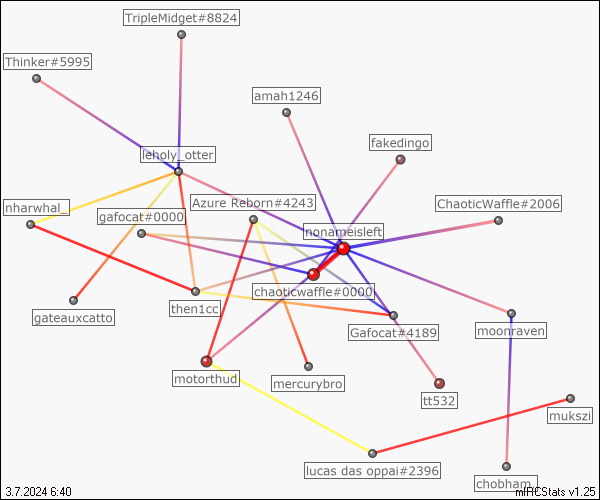 TripleMidget#8824
Thinker#5995
amah1246
fakedingo
leholy_otter
nharwhal_
Azure Reborn#4243
ChaoticWaffle#2006
gafocat#0000
nonameisleft
chaoticwaffle#0000
then1cc
gateauxcatto
Gafocat#4189
moonraven
motorthud
mercurybro
tt532
mukszi
lucas das oppai#2396
chobham_
3.7.2024 6:40
mIRCStats v1.25